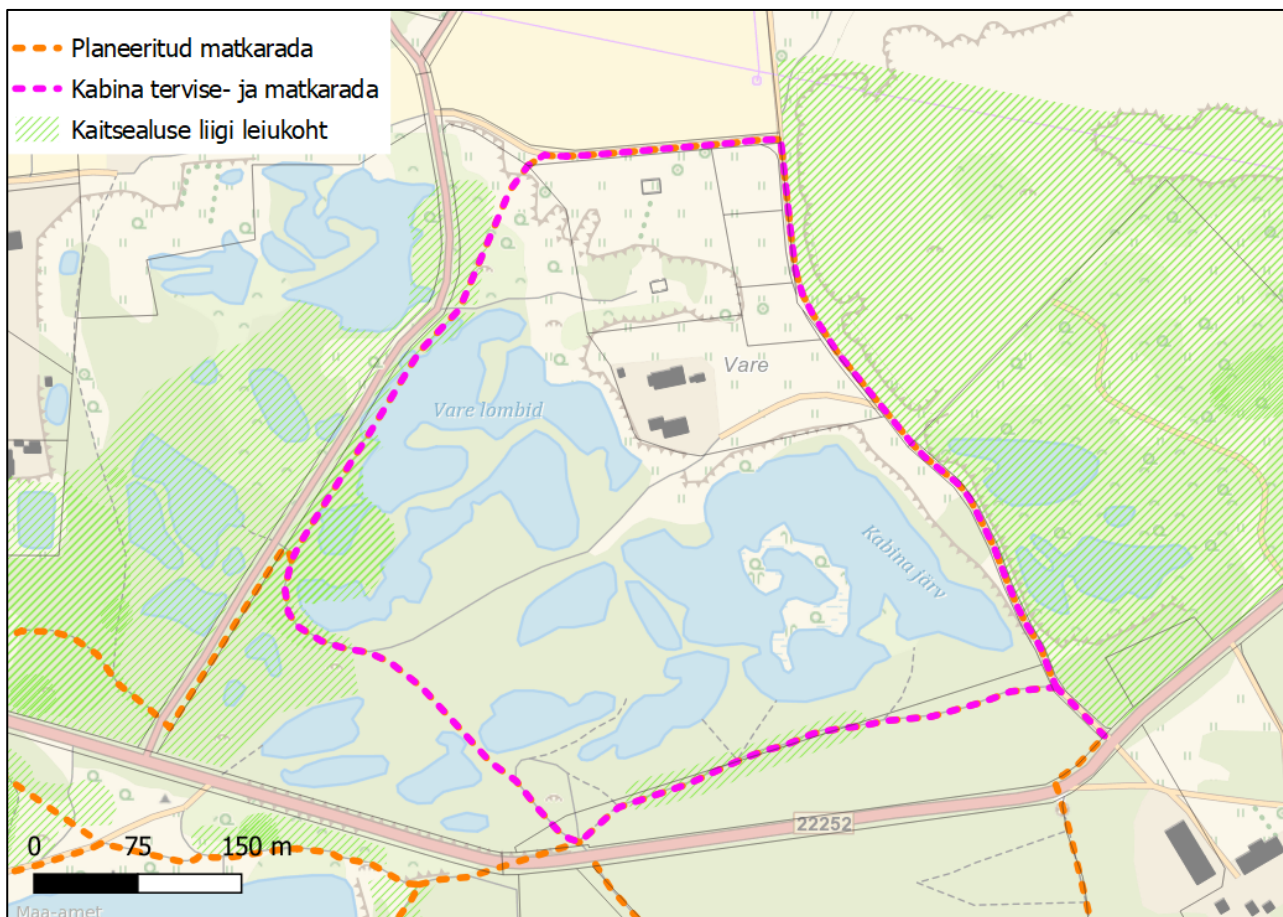 Planeeritud matkarada
Kabina tervise- ja matkarada
Kaitsealuse liigi leiukoht
Vare
Vare lombid
Kabina järv
22252
0 75 150 m
Maa-amet